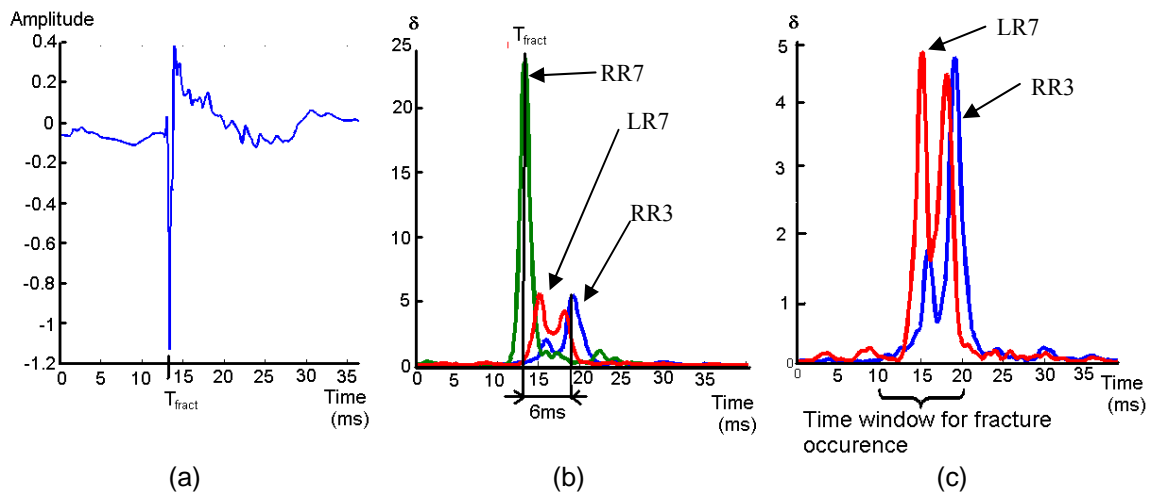 Amplitude
0.4
0.2
0
-0.2
-0.4
-0.6
-0.8
-1
-1.2
0 5 10 15 20 25 30 35
Tfract
Time
(ms)
(a)
δ
Tfract
25
20
15
10
5
0
RR7
LR7
RR3
0 5 10 15 20 25 30 35
6ms
Time
(ms)
(b)
δ
5
4
3
2
1
0
LR7
RR3
0 5 10 15 20 25 30 35
Time
(ms)
Time window for fracture
occurence
(c)